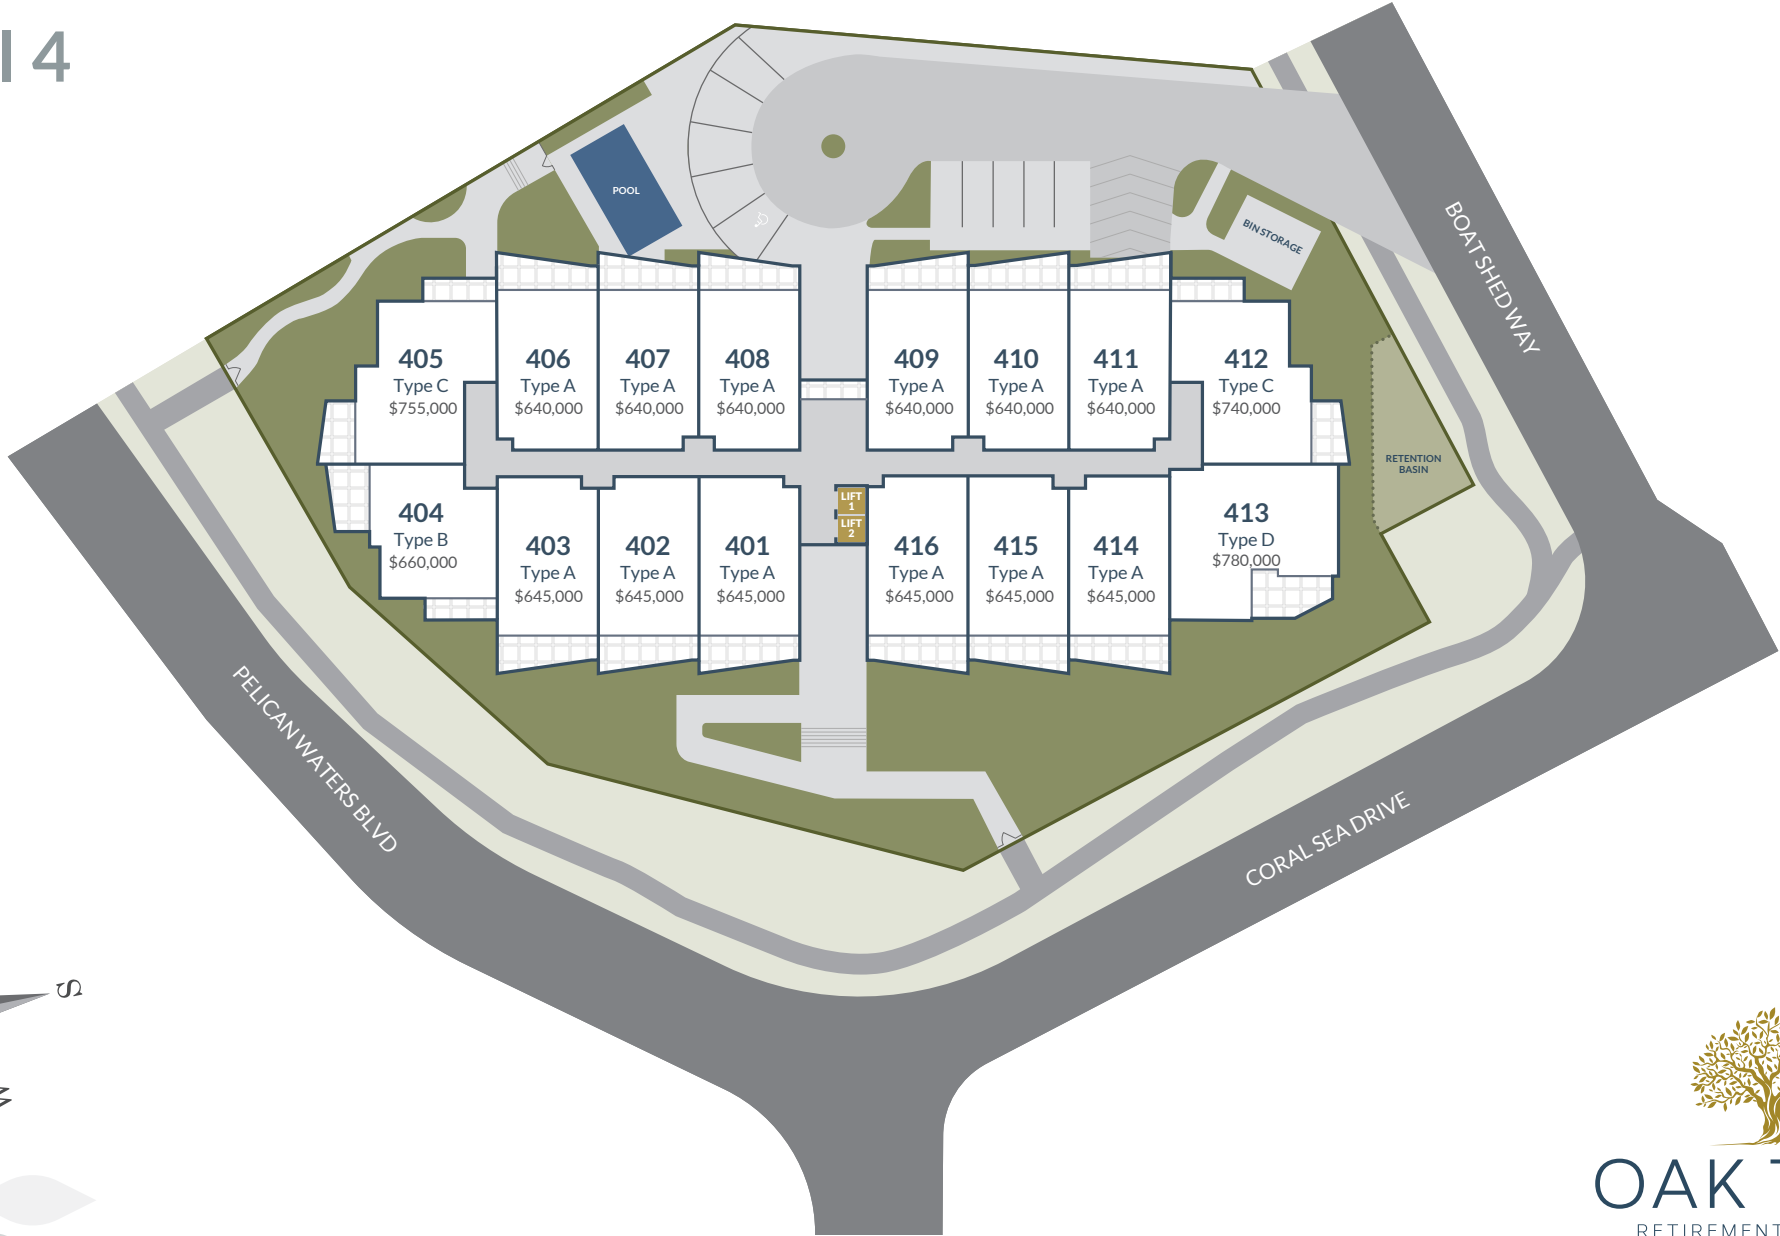 4
POOL
BIN STORAGE
BOAT SHED WAY
405
Type C
$755,000
406
Type A
$640,000
407
Type A
$640,000
408
Type A
$640,000
409
Type A
$640,000
410
Type A
$640,000
411
Type A
$640,000
412
Type C
$740,000
RETENTION
BASIN
404
Type B
$660,000
403
Type A
$645,000
402
Type A
$645,000
401
Type A
$645,000
LIFT
1
LIFT
2
416
Type A
$645,000
415
Type A
$645,000
414
Type A
$645,000
413
Type D
$780,000
PELICAN WATERS BLVD
CORAL SEA DRIVE
S
OAK
RETIREMENT